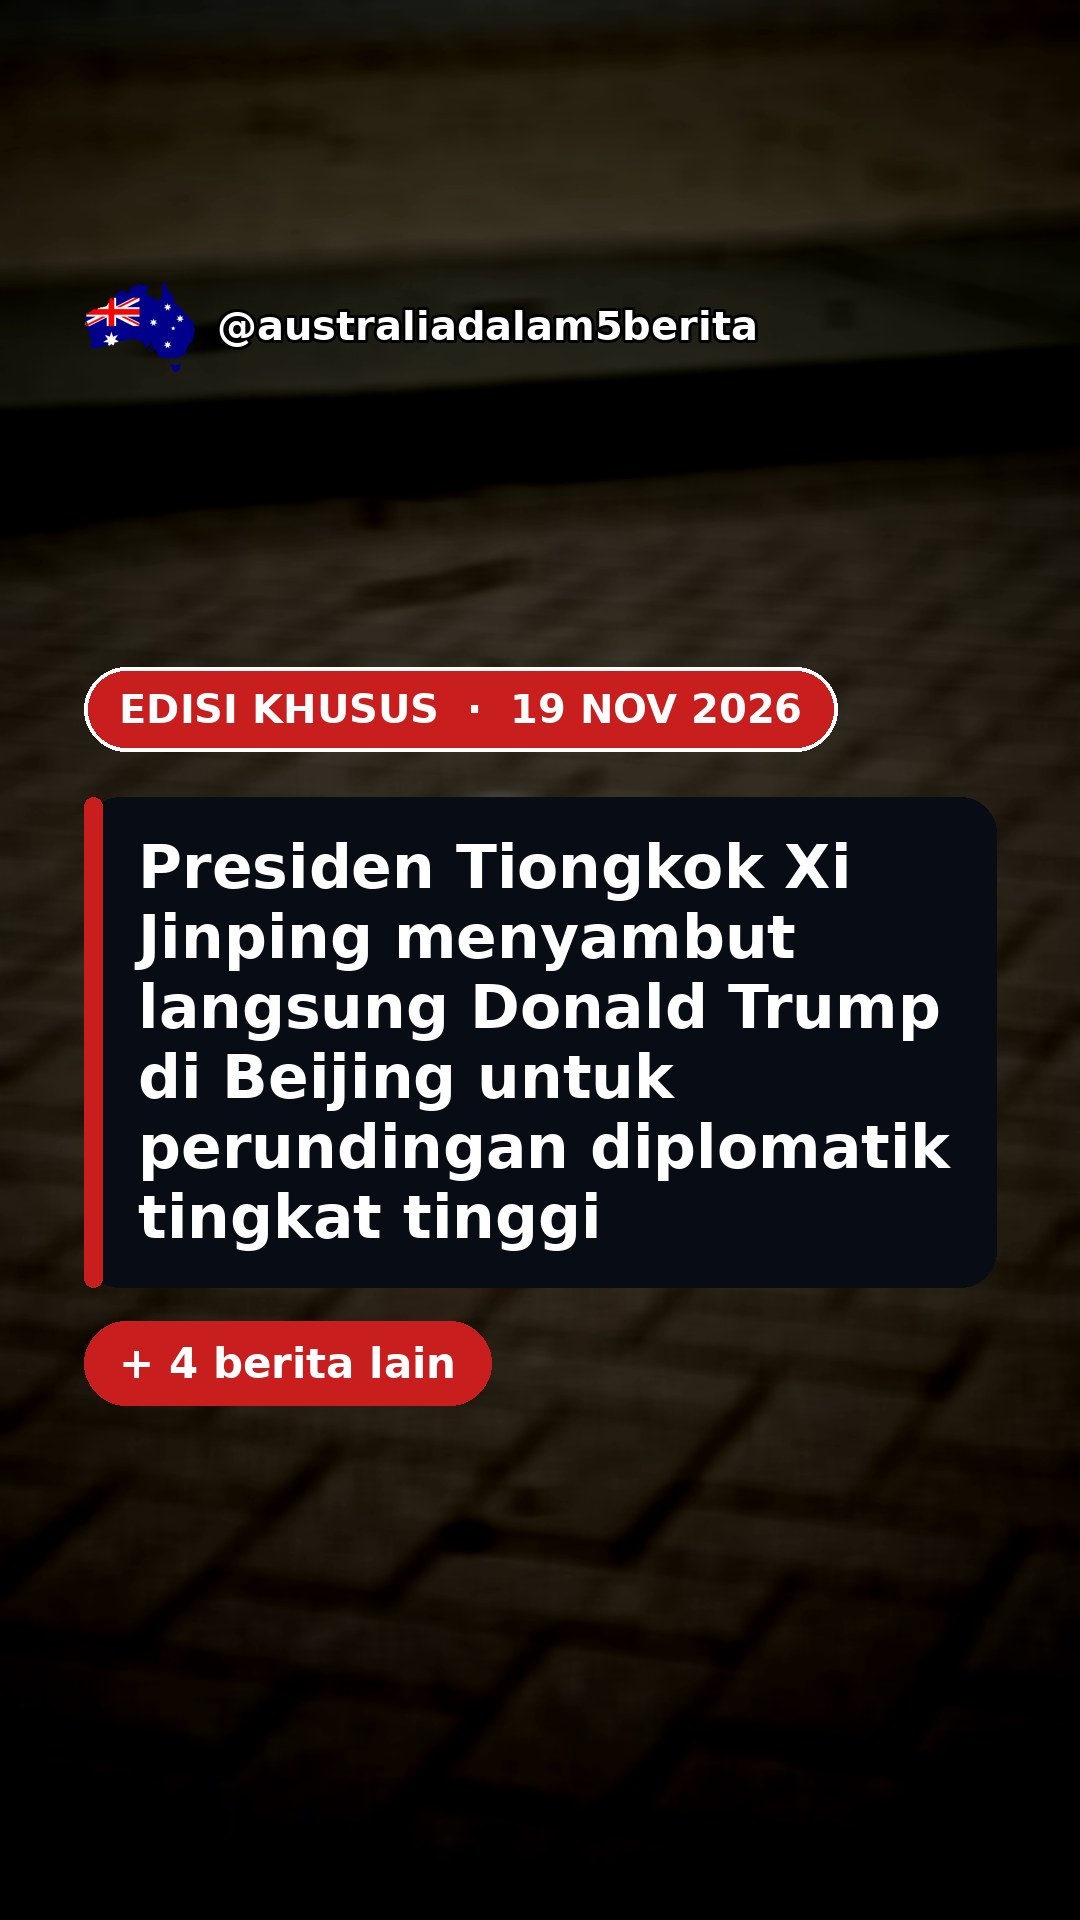 @australiadalam5berita
EDISI KHUSUS · 19 NOV 2026
Presiden Tiongkok Xi
Jinping menyambut
langsung Donald Trump
di Beijing untuk
perundingan diplomatik
tingkat tinggi
+ 4 berita lain